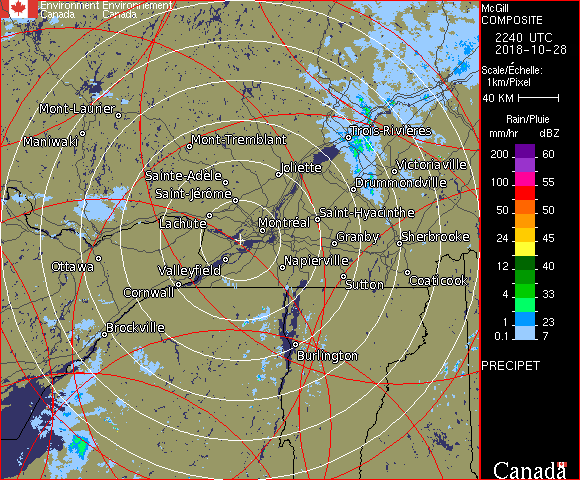 Environment Environnement
Canada Canada
McGill
COMPOSITE
2240 UTC
2018-10-28
Scale/Échelle:
1km/Pixel
40 KM
Rain/Pluie
mm/hr dBZ
200 60
100 55
50 50
24 45
12 40
4 33
1 23
0.1 7
PRECIPET
Canada
Mont-Laurier
Maniwaki
Mont-Tremblant
Trois-Rivières
Joliette
Victoriaville
Sainte-Adèle
Drummondville
Saint-Jérôme
Lachute
Saint-Hyacinthe
Montréal
Granby
Sherbrooke
Ottawa
Valleyfield
Napierville
Cornwall
Sutton
Coaticook
Brockville
Burlington